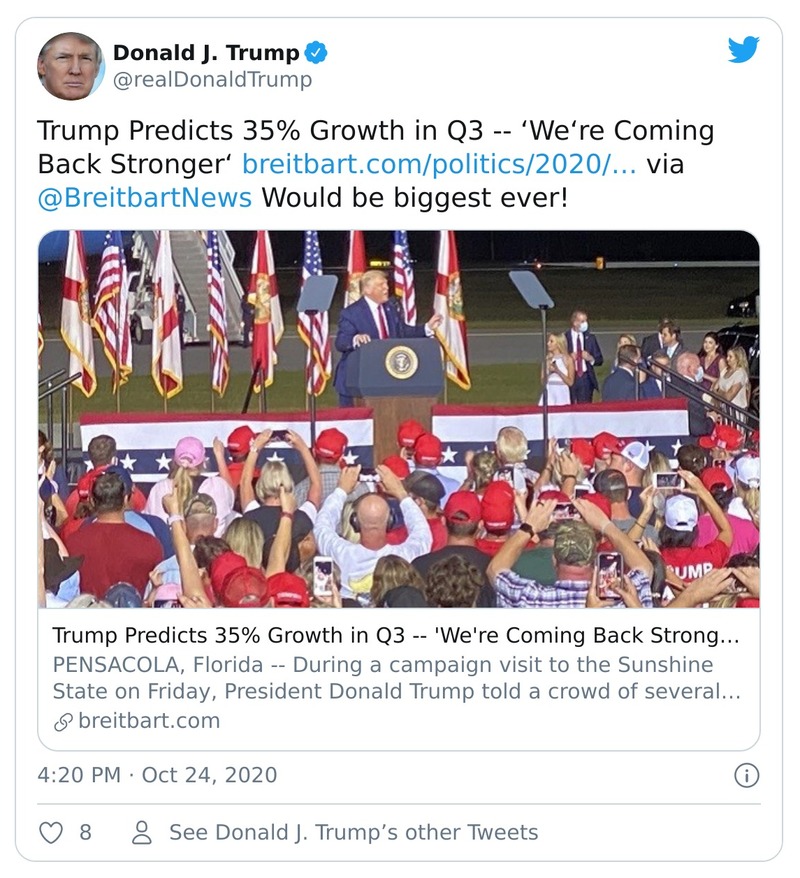 Donald J. Trump
@realDonaldTrump
Trump Predicts 35% Growth in Q3 -- ‘We‘re Coming
Back Stronger‘ breitbart.com/politics/2020/… via
@BreitbartNews Would be biggest ever!
UMP
Trump Predicts 35% Growth in Q3 -- 'We're Coming Back Strong…
PENSACOLA, Florida -- During a campaign visit to the Sunshine
State on Friday, President Donald Trump told a crowd of several…
breitbart.com
4:20 PM · Oct 24, 2020
8
See Donald J. Trump’s other Tweets